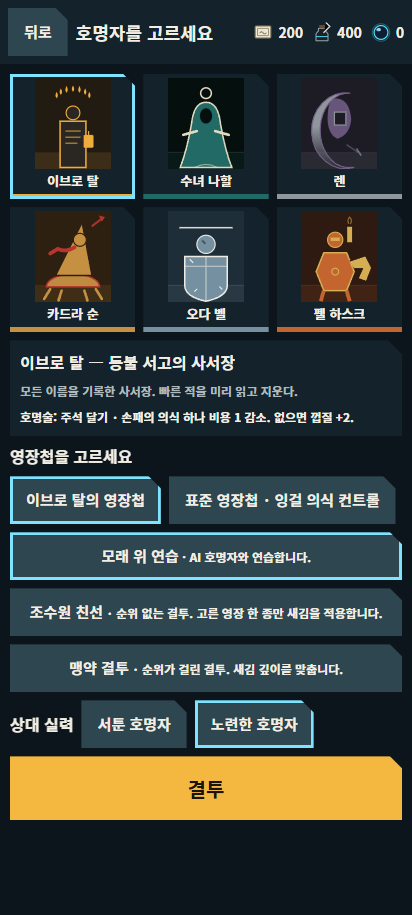 뒤로
호명자를 고르세요
200
400
0
이브로 탈
수녀 나할
렌
카드라 순
오다 벨
펠 하스크
이브로 탈 — 등불 서고의 사서장
모든 이름을 기록한 사서장. 빠른 적을 미리 읽고 지운다.
호명술: 주석 달기 · 손패의 의식 하나 비용 1 감소. 없으면 껍질 +2.
영장첩을 고르세요
이브로 탈의 영장첩
표준 영장첩 · 잉걸 의식 컨트롤
모래 위 연습 · AI 호명자와 연습합니다.
조수원 친선 · 순위 없는 결투. 고른 영장 한 종만 새김을 적용합니다.
맹약 결투 · 순위가 걸린 결투. 새김 깊이를 맞춥니다.
상대 실력
서툰 호명자
노련한 호명자
결투